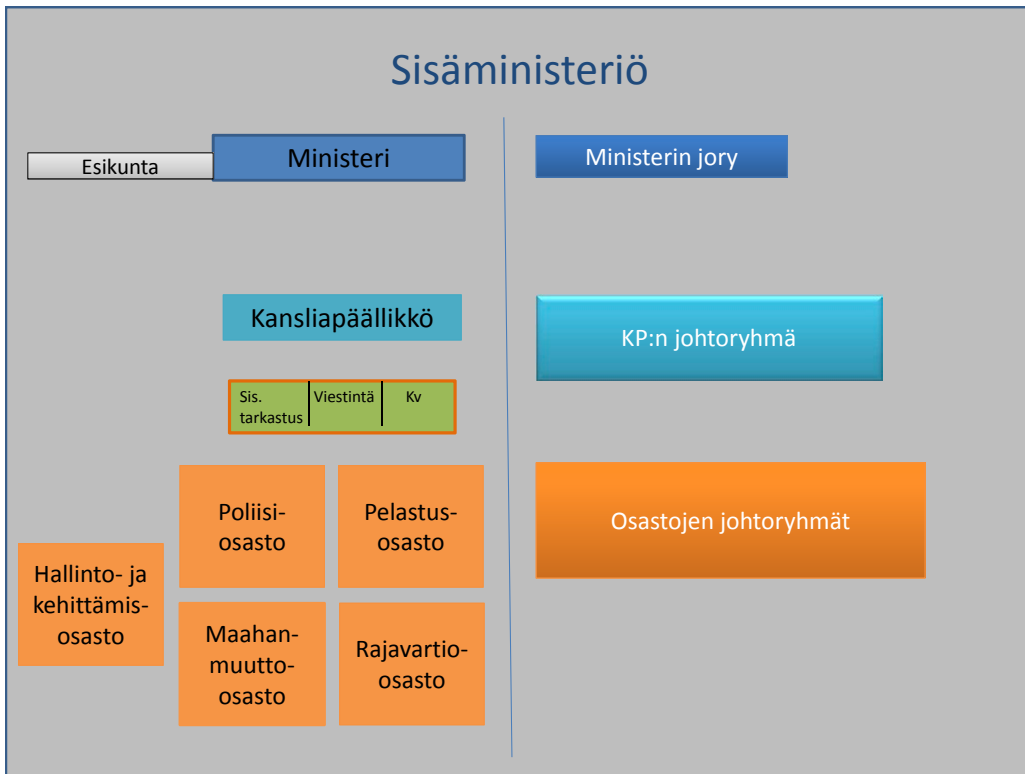 Sisäministeriö
Esikunta
Ministeri
Ministerin jory
Kansliapäällikkö
KP:n johtoryhmä
Sis.
tarkastus
Viestintä
Kv
Poliisi-
osasto
Pelastus-
osasto
Osastojen johtoryhmät
Hallinto- ja
kehittämis-
osasto
Maahan-
muutto-
osasto
Rajavartio-
osasto